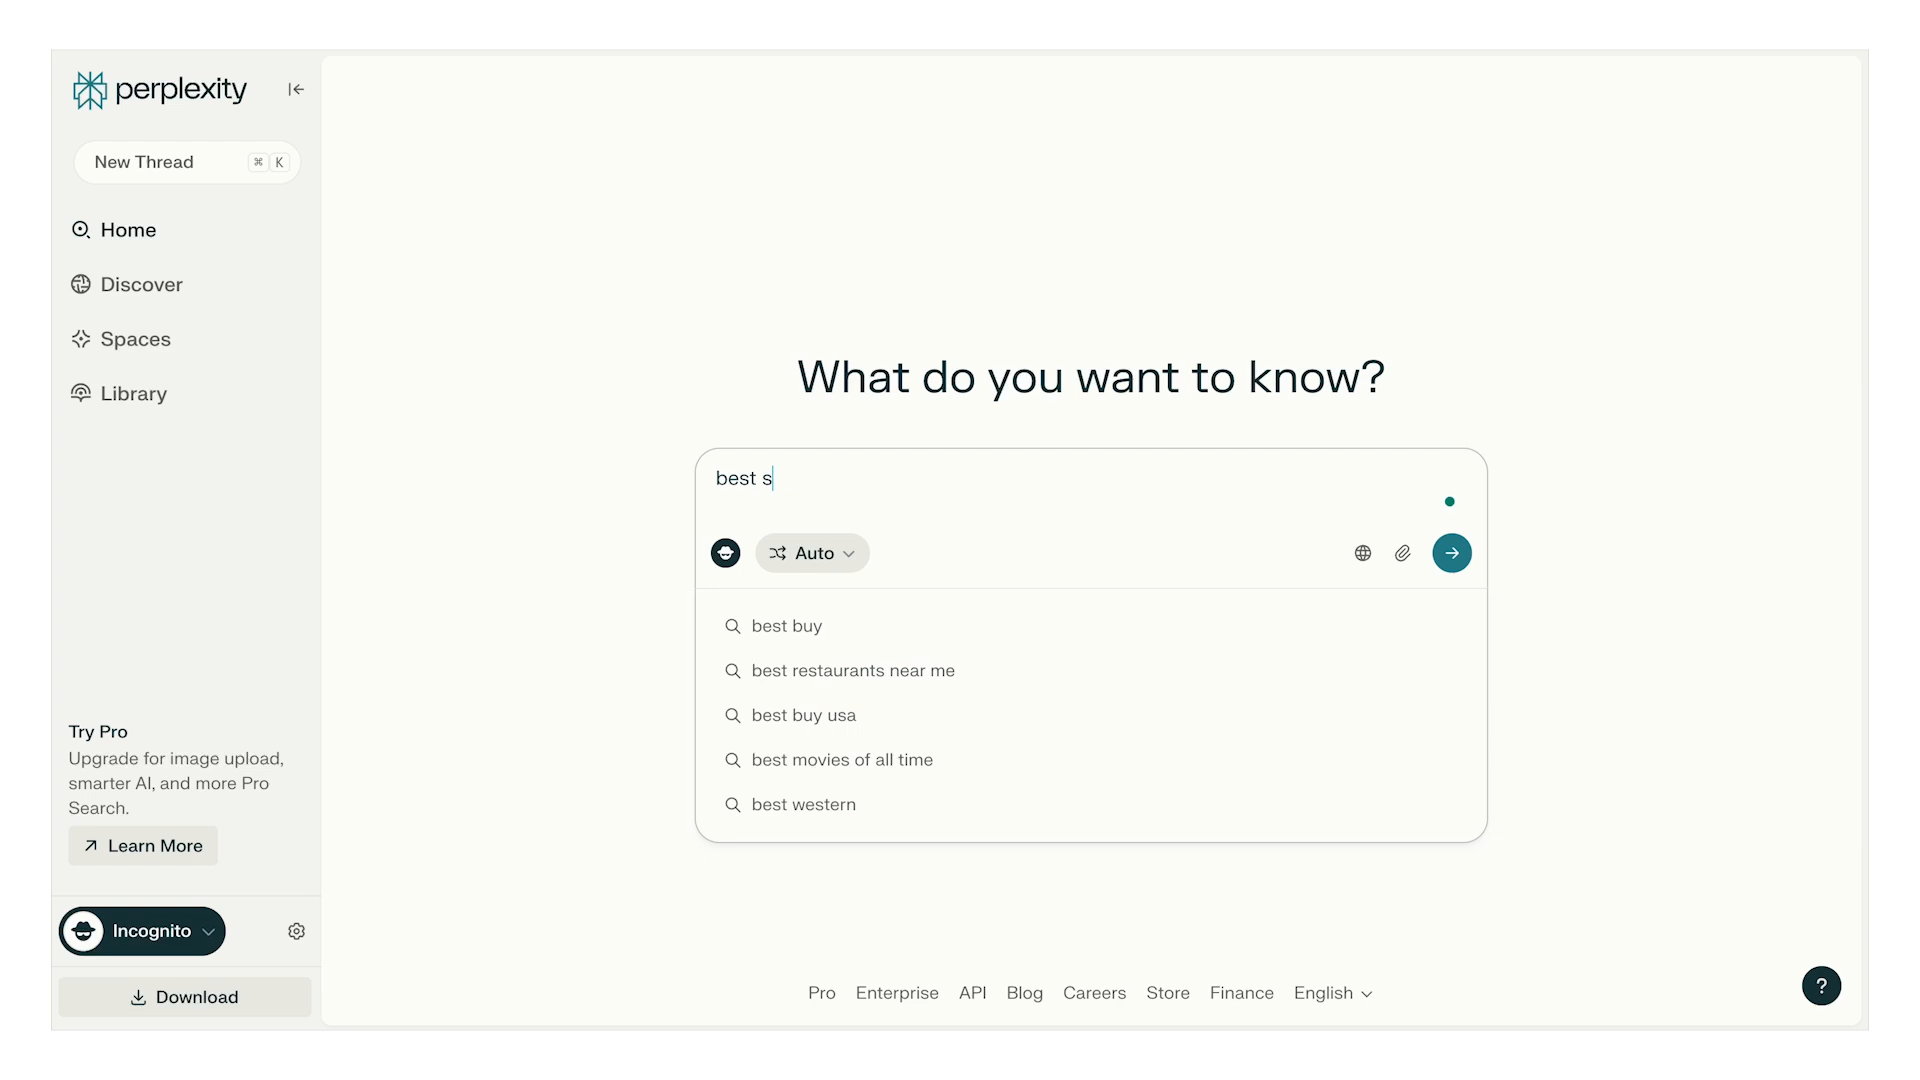 perplexity
New Thread ⌘ K
Home
Discover
Spaces
Library
Try Pro
Upgrade for image upload,
smarter AI, and more Pro
Search.
Learn More
Incognito
Download
What do you want to know?
best s
Auto
best buy
best restaurants near me
best buy usa
best movies of all time
best western
Pro Enterprise API Blog Careers Store Finance English
?